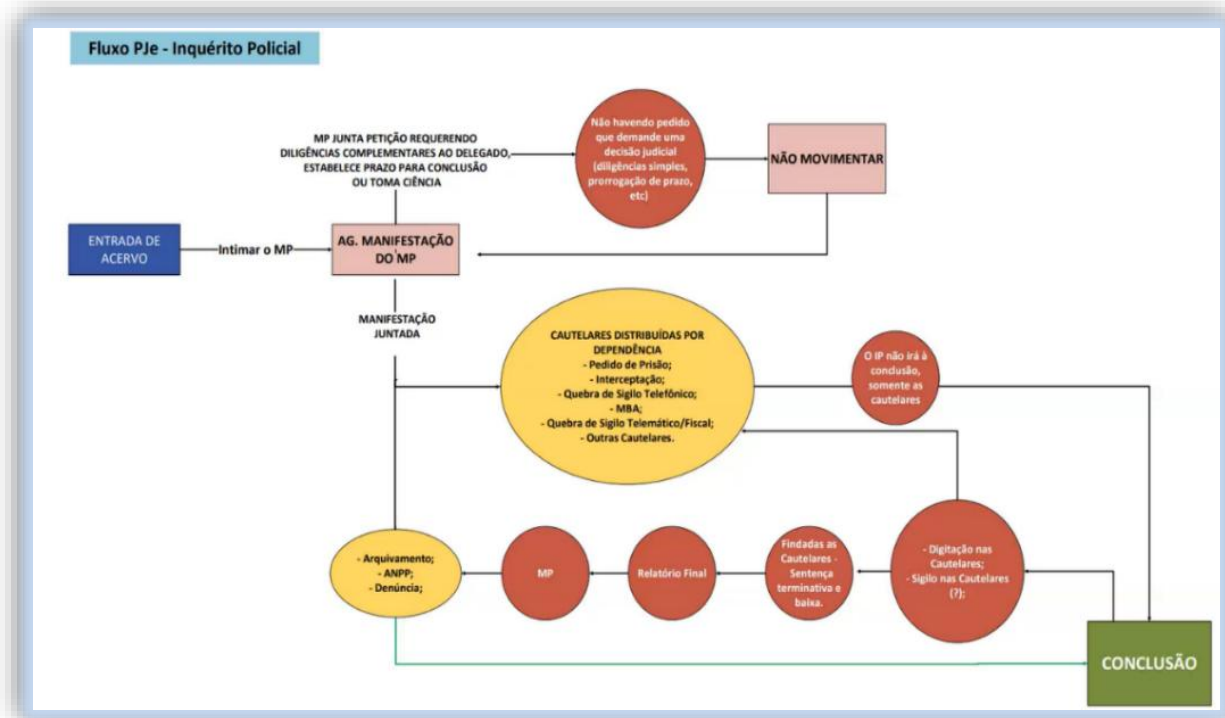 Fluxo PJe - Inquérito Policial
MP JUNTA PETIÇÃO REQUERENDO
DILIGÊNCIAS COMPLEMENTARES AO DELEGADO,
ESTABELECE PRAZO PARA CONCLUSÃO
OU TOMA CIÊNCIA
Não havendo pedido
que demande uma
decisão judicial
(diligências simples,
prorrogação de prazo,
etc)
NÃO MOVIMENTAR
ENTRADA DE
ACERVO
Intimar o MP
AG. MANIFESTAÇÃO
DO MP
MANIFESTAÇÃO
JUNTADA
CAUTELARES DISTRIBUÍDAS POR
DEPENDÊNCIA
- Pedido de Prisão;
- Interceptação;
- Quebra de Sigilo Telefônico;
- MBA;
- Quebra de Sigilo Telemático/Fiscal;
- Outras Cautelares.
O IP não irá à
conclusão,
somente as
cautelares
- Arquivamento;
- ANPP;
- Denúncia;
MP
Relatório Final
Findadas as
Cautelares -
Sentença
terminativa e
baixa.
- Digitação nas
Cautelares;
- Sigilo nas Cautelares
(?);
CONCLUSÃO